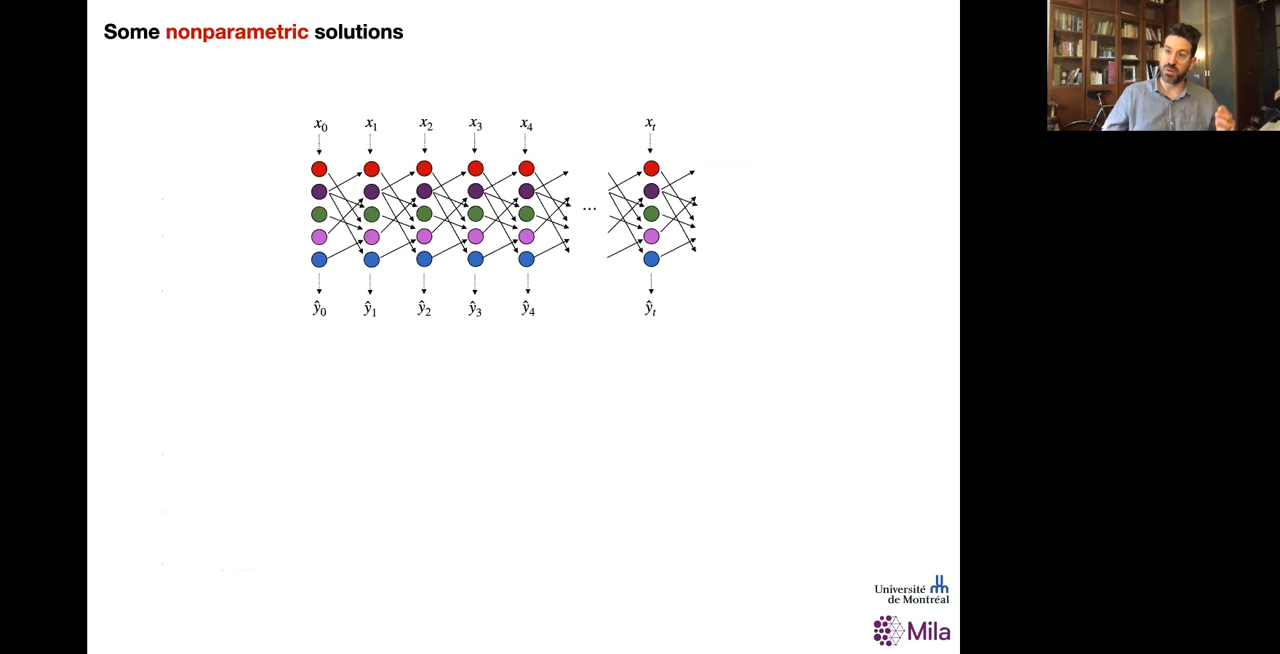 Some nonparametric solutions
x₀ x₁ x₂ x₃ x₄ xₜ
...
ŷ₀ ŷ₁ ŷ₂ ŷ₃ ŷ₄ ŷₜ
Université
de Montréal
Mila